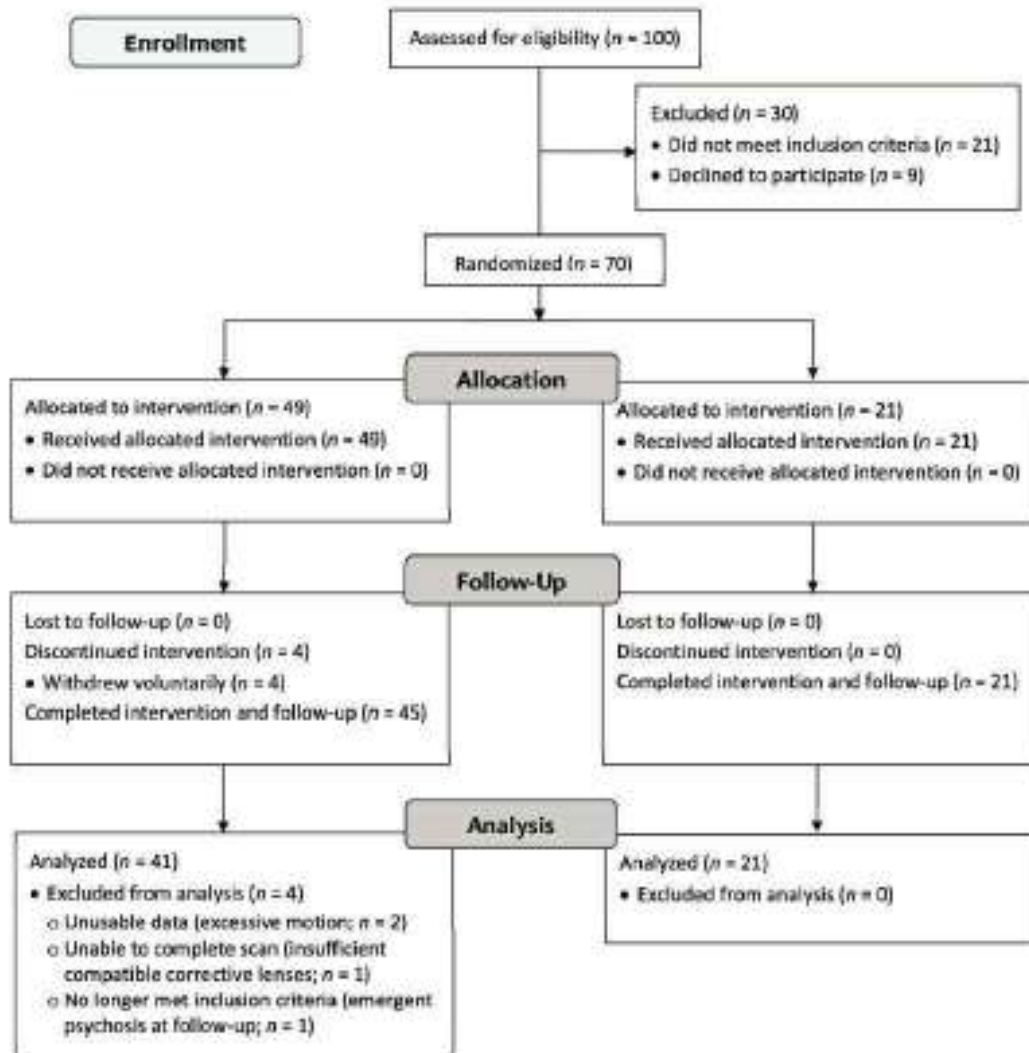 Enrollment
Assessed for eligibility (n = 100)
Excluded (n = 30)
• Did not meet inclusion criteria (n = 21)
• Declined to participate (n = 9)
Randomized (n = 70)
Allocation
Allocated to intervention (n = 49)
• Received allocated intervention (n = 49)
• Did not receive allocated intervention (n = 0)
Allocated to intervention (n = 21)
• Received allocated intervention (n = 21)
• Did not receive allocated intervention (n = 0)
Follow-Up
Lost to follow-up (n = 0)
Discontinued intervention (n = 4)
• Withdrew voluntarily (n = 4)
Completed intervention and follow-up (n = 45)
Lost to follow-up (n = 0)
Discontinued intervention (n = 0)
Completed intervention and follow-up (n = 21)
Analysis
Analyzed (n = 41)
• Excluded from analysis (n = 4)
o Unusable data (excessive motion; n = 2)
o Unable to complete scan (insufficient
compatible corrective lenses; n = 1)
o No longer met inclusion criteria (emergent
psychosis at follow-up; n = 1)
Analyzed (n = 21)
• Excluded from analysis (n = 0)